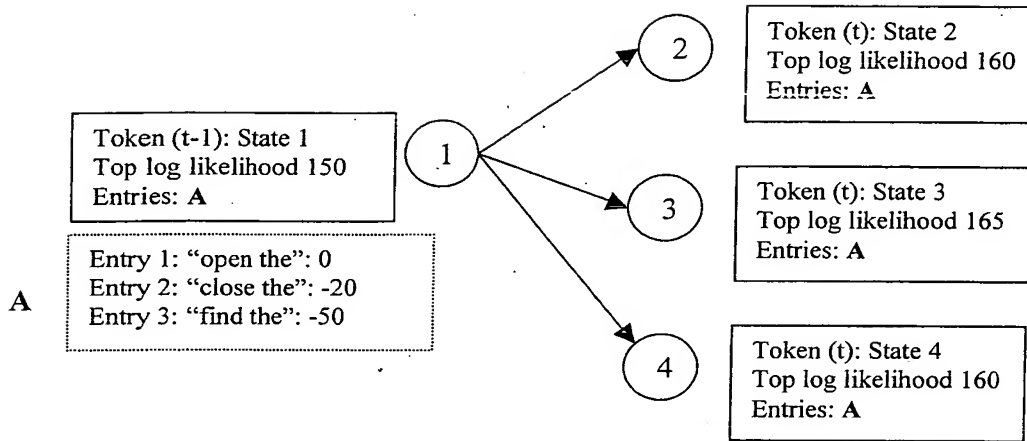 Token (t-1): State 1
Top log likelihood 150
Entries: A
A
Entry 1: "open the": 0
Entry 2: "close the": -20
Entry 3: "find the": -50
1
2
3
4
Token (t): State 2
Top log likelihood 160
Entries: A
Token (t): State 3
Top log likelihood 165
Entries: A
Token (t): State 4
Top log likelihood 160
Entries: A